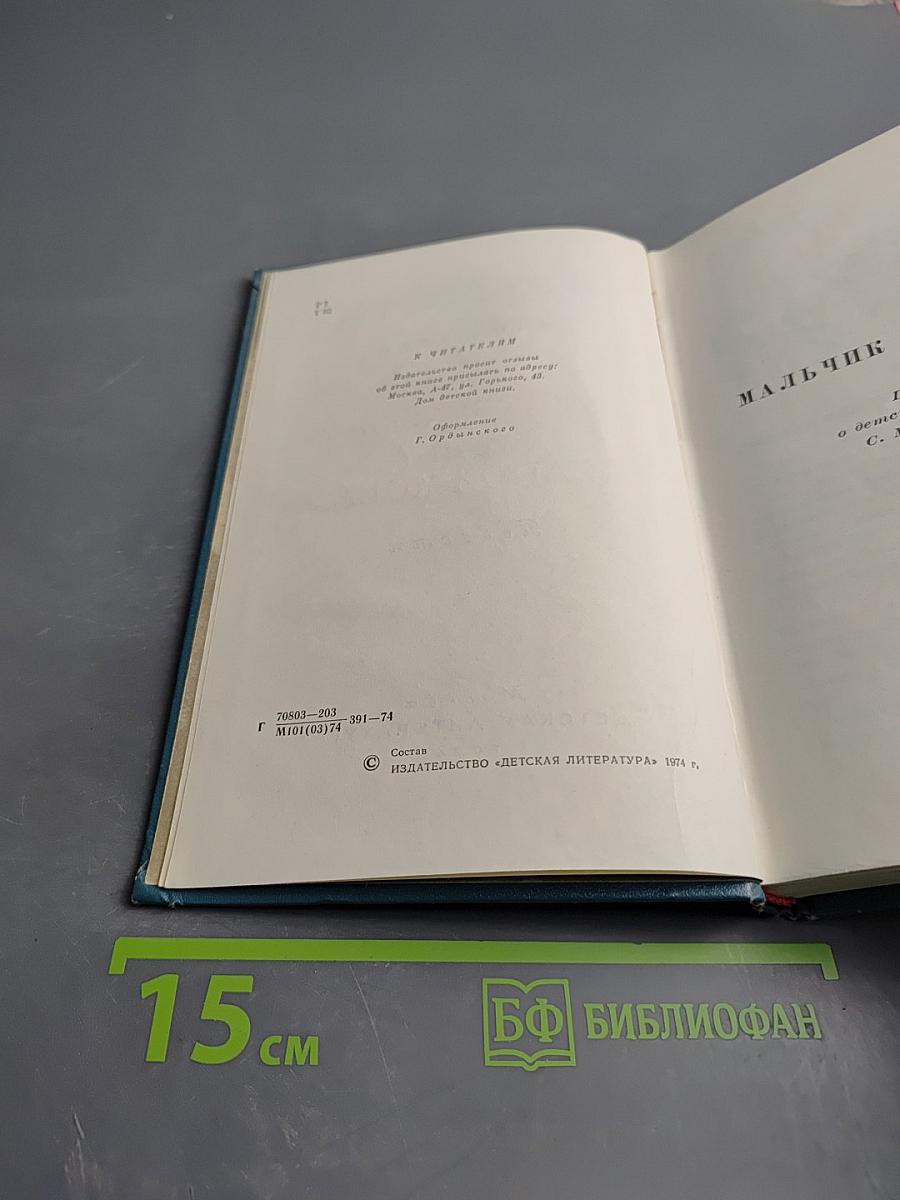 К ЧИТАТЕЛЯМ
Издательство просит отзывы
об этой книге присылать по адресу:
Москва, А-47, ул. Горького, 43.
Дом детской книги.
Оформление
Г. Ордынского
Г 70803—203
М101(03)74 391—74
© Состав
ИЗДАТЕЛЬСТВО «ДЕТСКАЯ ЛИТЕРАТУРА» 1974 г.
МАЛЬЧИК
о детс
С. М
15 см
БФ БИБЛИОФАН